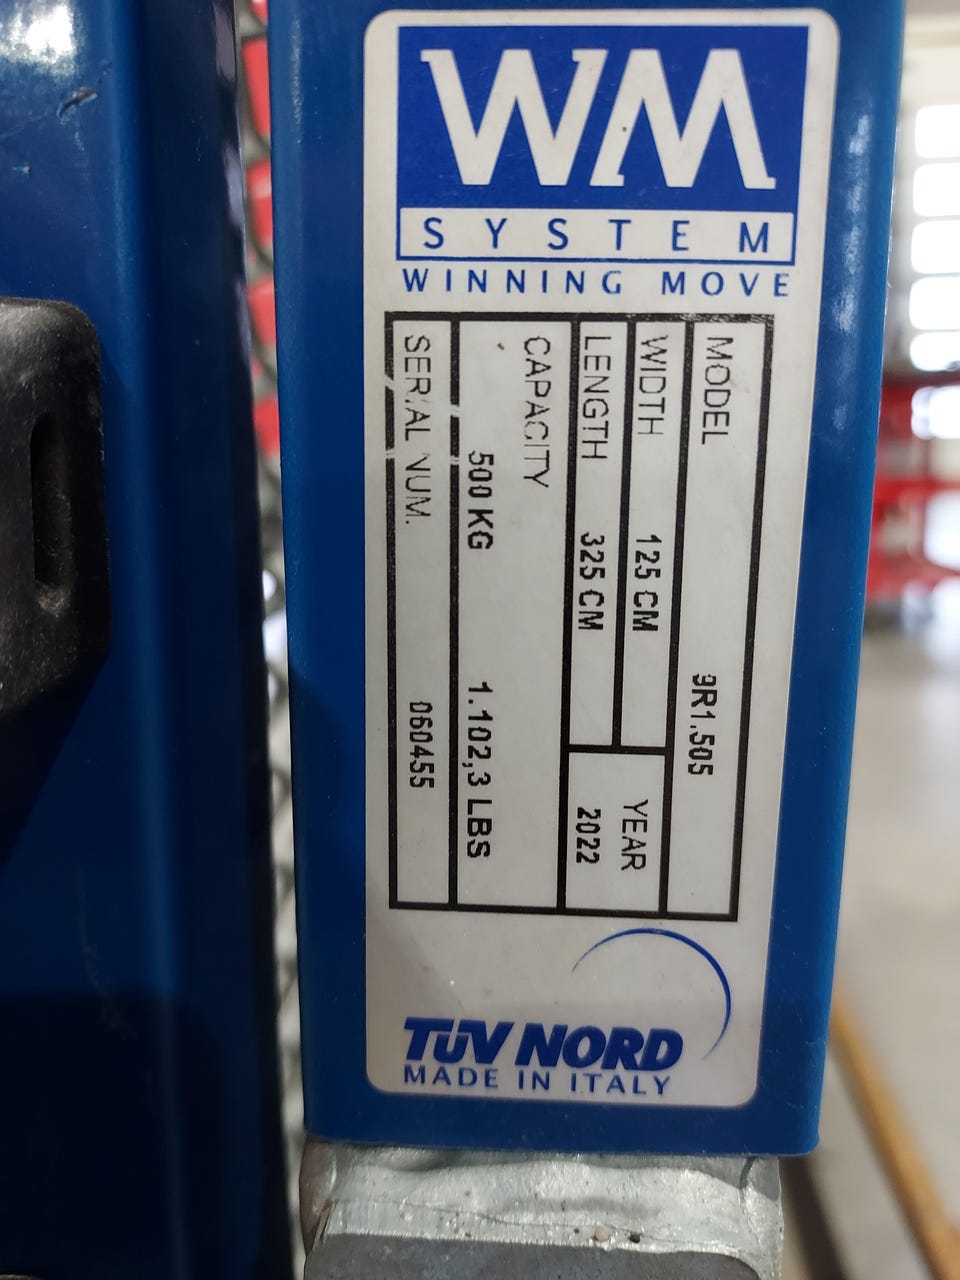 WM
SYSTEM
WINNING MOVE
MODEL 9R1.505
WIDTH 125 CM
LENGTH 325 CM
YEAR
2022
CAPACITY
500 KG 1.102,3 LBS
SERIAL NUM. 060455
TÜV NORD
MADE IN ITALY